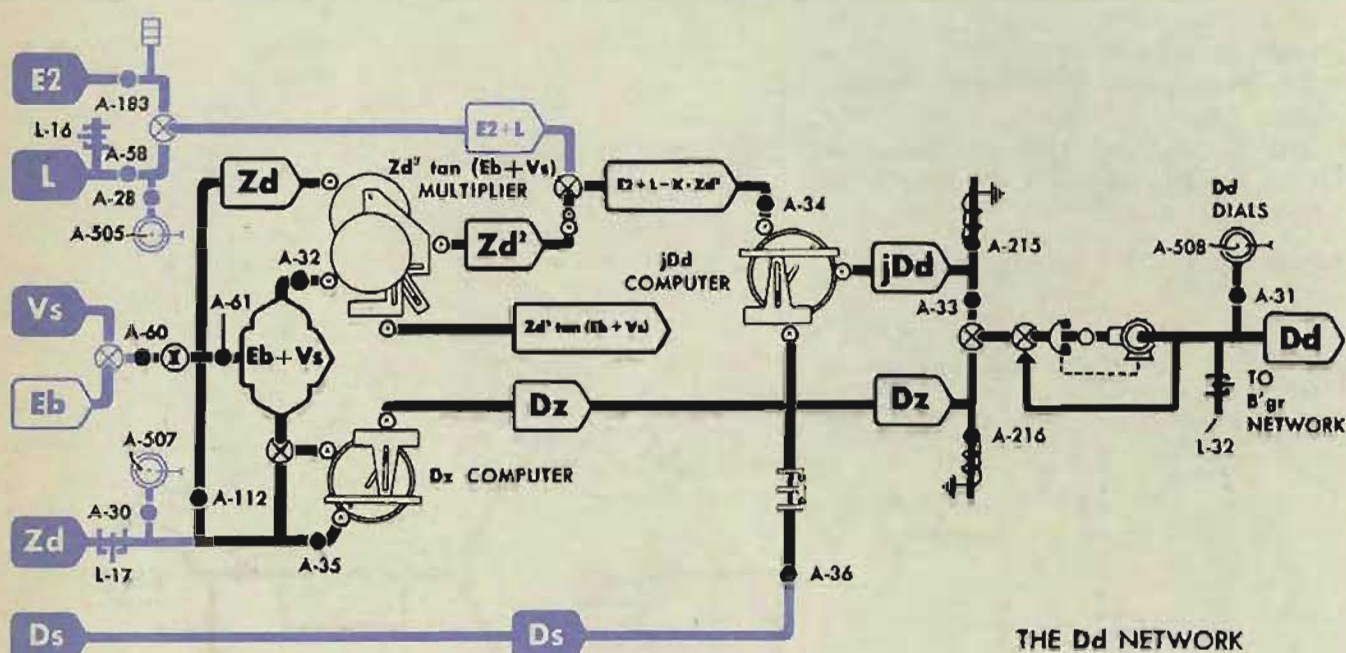 E2
A-183
L-16
L
A-58
A-28
A-505
E2+L
Zd
Zd² tan (Eb+Vs)
MULTIPLIER
Zd²
E2+L-K·Zd²
A-34
jDd
COMPUTER
jDd
A-215
A-33
Dd
DIALS
A-508
A-31
Dd
A-32
A-61
Vs
A-60
Eb
Eb+Vs
Zd² tan (Eb+Vs)
Dz
Dz
A-216
TO
B'gr
NETWORK
L-32
A-507
A-112
Dz COMPUTER
A-30
Zd
L-17
A-35
A-36
Ds
Ds
THE Dd NETWORK